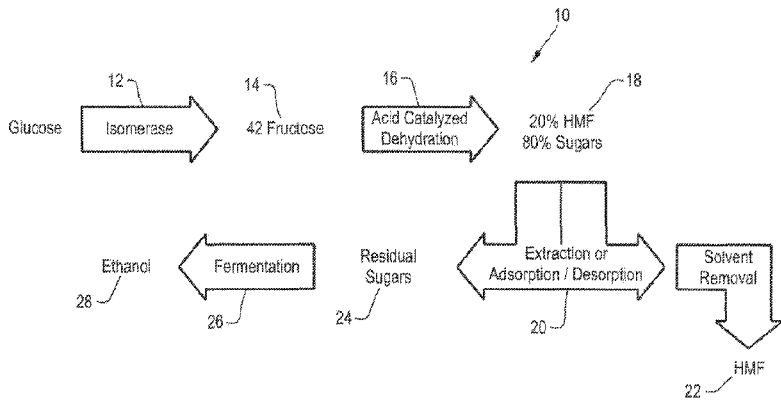 10
12
14
16
18
Glucose
Isomerase
42 Fructose
Acid Catalyzed
Dehydration
20% HMF
80% Sugars
Ethanol
Fermentation
Residual
Sugars
Extraction or
Adsorption / Desorption
Solvent
Removal
28
26
24
20
HMF
22